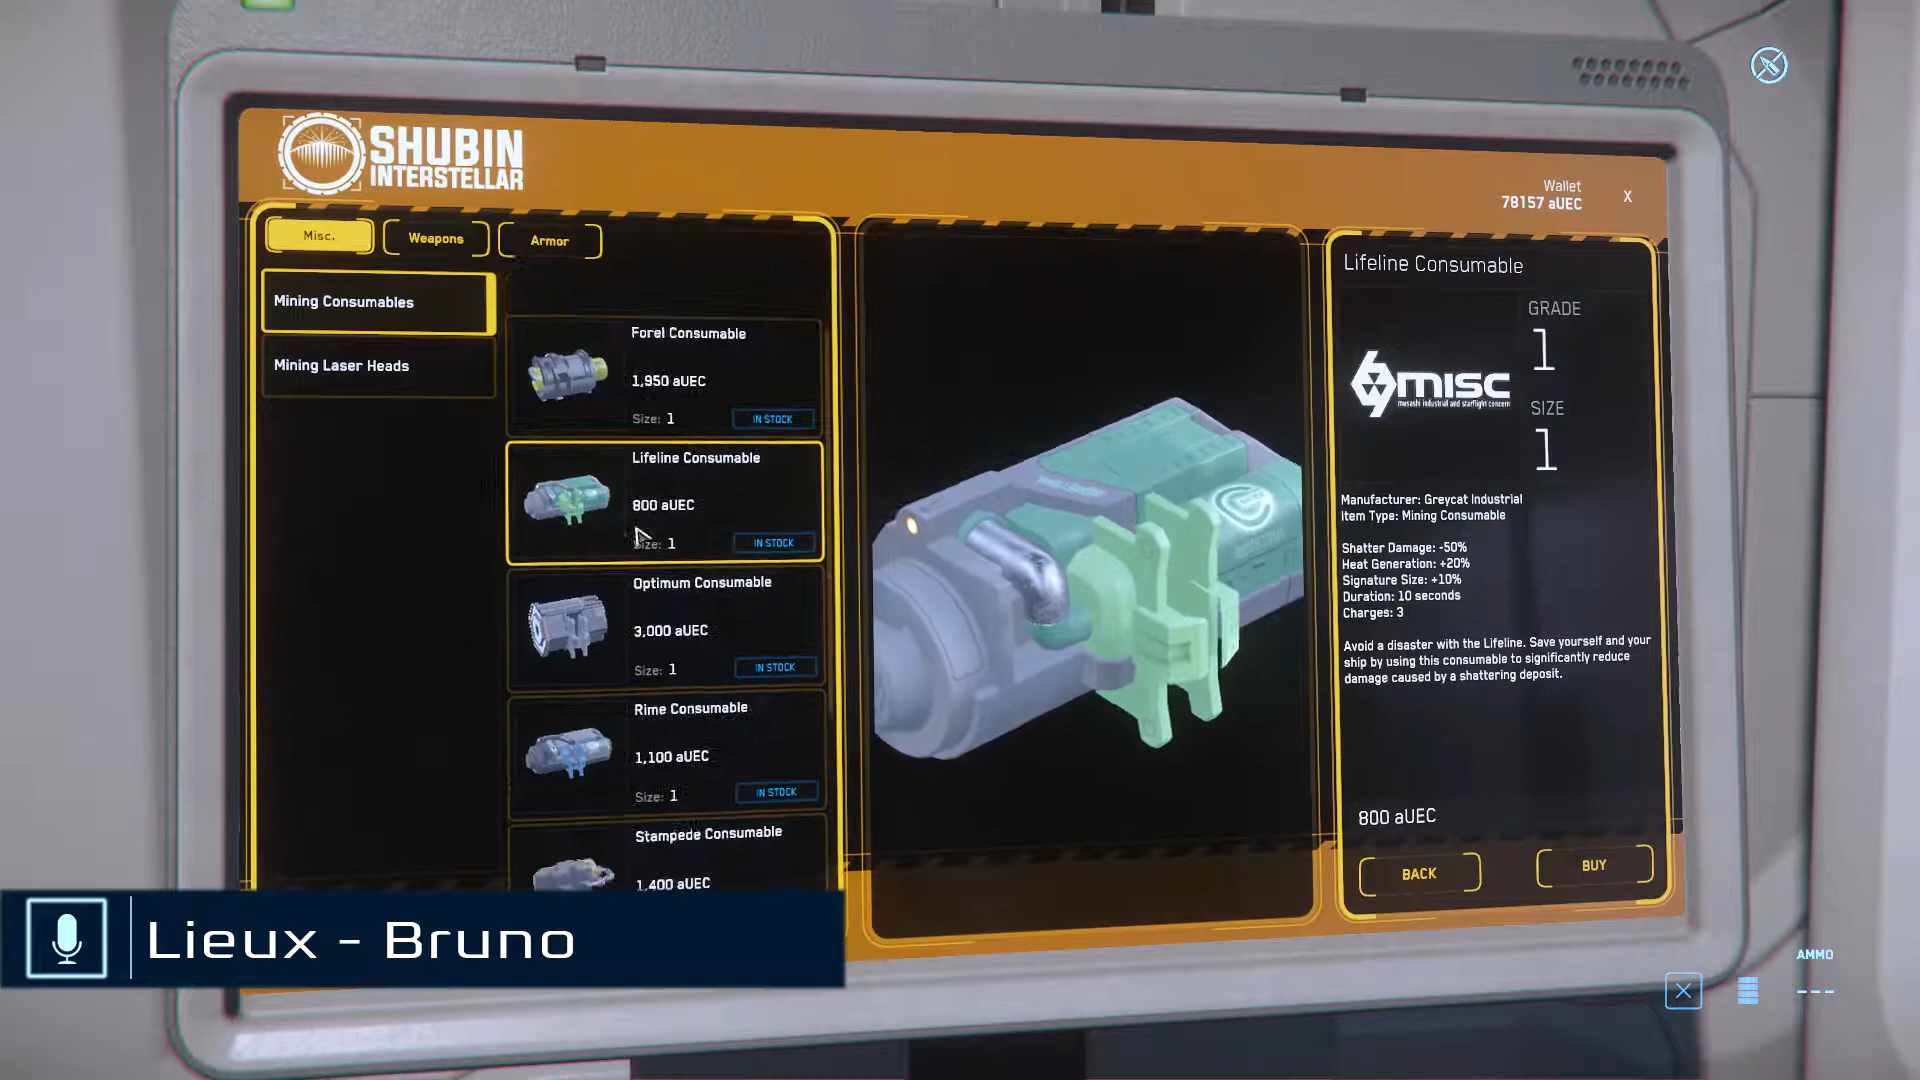 SHUBIN
INTERSTELLAR
Wallet
78157 aUEC
X
Misc.
Weapons
Armor
Mining Consumables
Mining Laser Heads
Forel Consumable
1,950 aUEC
Size: 1
IN STOCK
Lifeline Consumable
800 aUEC
Size: 1
IN STOCK
Optimum Consumable
3,000 aUEC
Size: 1
IN STOCK
Rime Consumable
1,100 aUEC
Size: 1
IN STOCK
Stampede Consumable
1,400 aUEC
Lifeline Consumable
GRADE
1
MISC
musashi industrial and starflight concern
SIZE
1
Manufacturer: Greycat Industrial
Item Type: Mining Consumable
Shatter Damage: -50%
Heat Generation: +20%
Signature Size: +10%
Duration: 10 seconds
Charges: 3
Avoid a disaster with the Lifeline. Save yourself and your
ship by using this consumable to significantly reduce
damage caused by a shattering deposit.
800 aUEC
BACK
BUY
Lieux - Bruno
AMMO
---